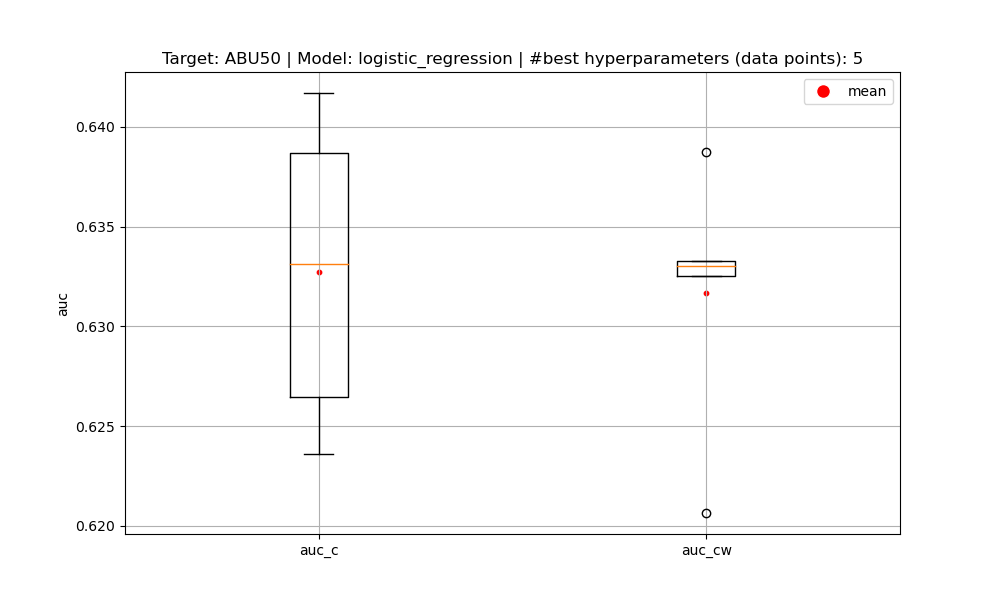 Target: ABU50 | Model: logistic_regression | #best hyperparameters (data points): 5
mean
0.640
0.635
0.630
0.625
0.620
auc
auc_c
auc_cw